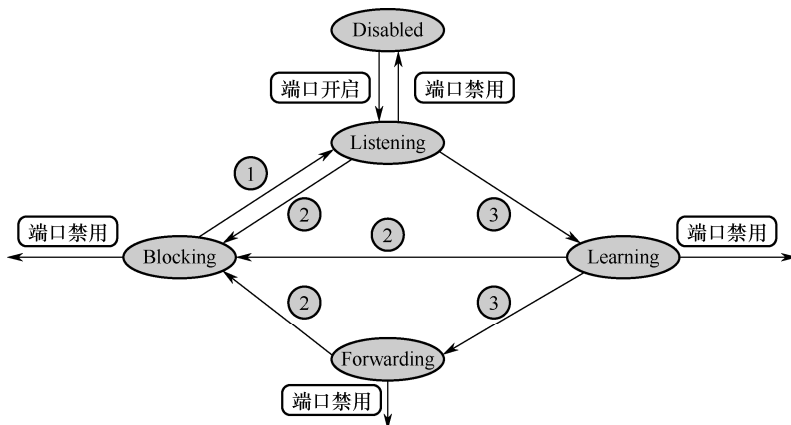 Disabled
端口开启
端口禁用
Listening
1
2
3
端口禁用
2
端口禁用
Blocking
Learning
2
3
Forwarding
端口禁用